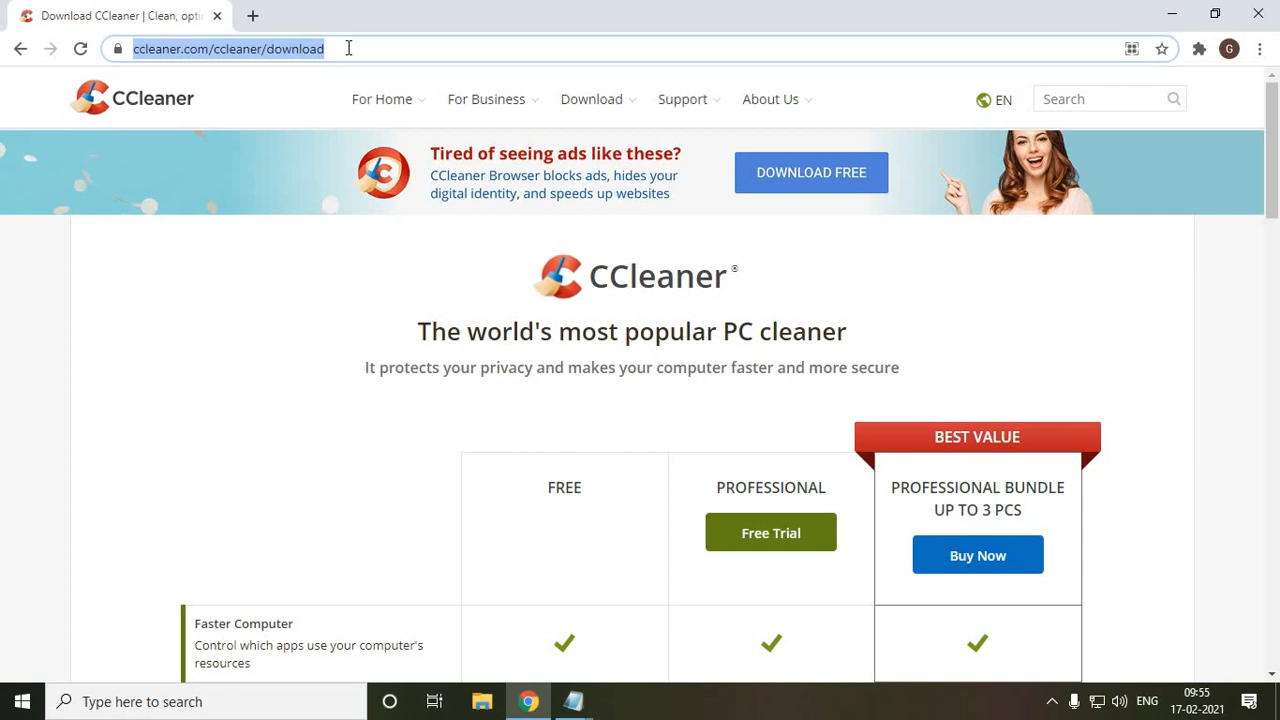 Download CCleaner | Clean, opti
ccleaner.com/ccleaner/download
G
CCleaner
For Home
For Business
Download
Support
About Us
EN
Search
Tired of seeing ads like these?
CCleaner Browser blocks ads, hides your
digital identity, and speeds up websites
DOWNLOAD FREE
CCleaner®
The world's most popular PC cleaner
It protects your privacy and makes your computer faster and more secure
BEST VALUE
FREE
PROFESSIONAL
Free Trial
PROFESSIONAL BUNDLE
UP TO 3 PCS
Buy Now
Faster Computer
Control which apps use your computer's
resources
Type here to search
ENG
09:55
17-02-2021